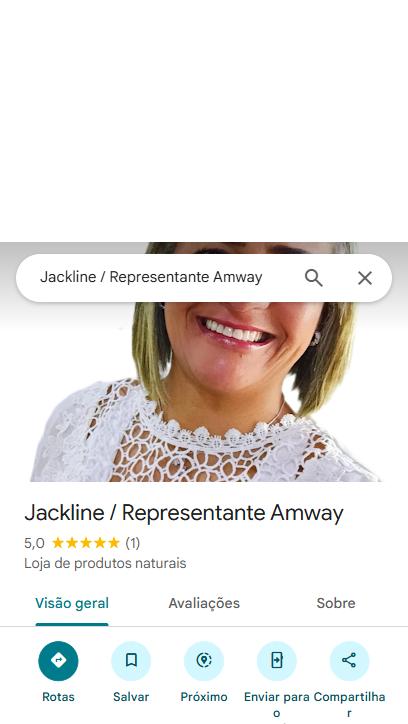 Jackline / Representante Amway
Jackline / Representante Amway
5,0 (1)
Loja de produtos naturais
Visão geral Avaliações Sobre
Rotas Salvar Próximo Enviar para o Compartilhar